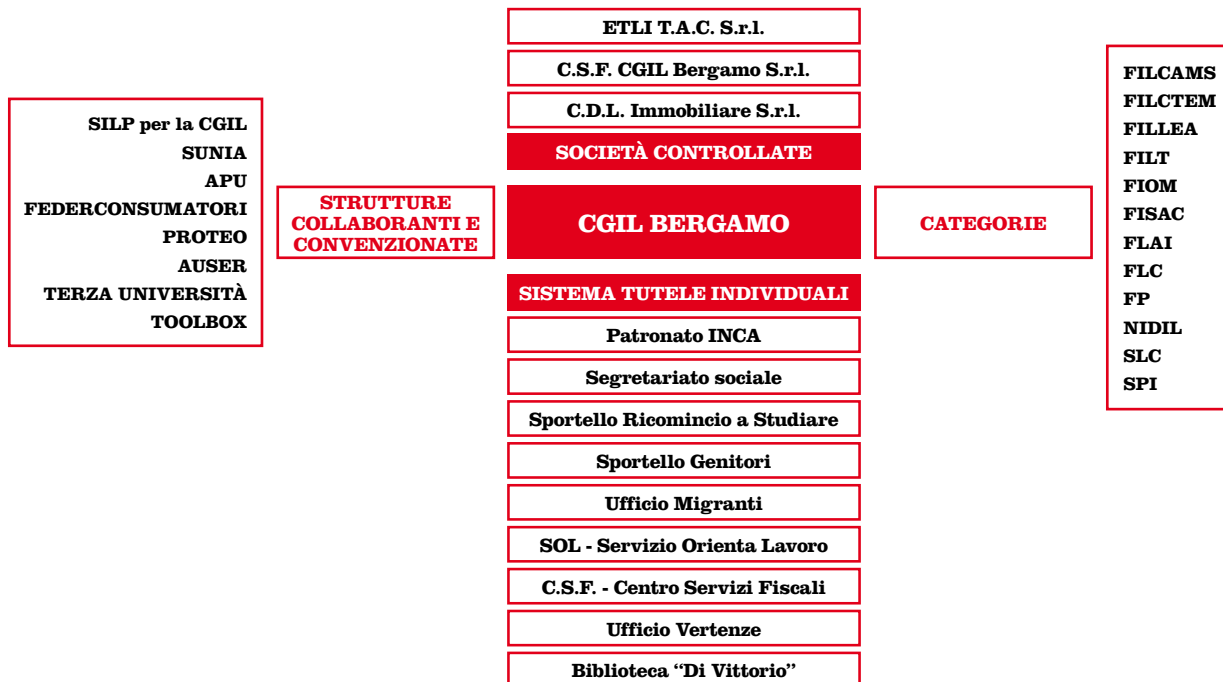 SILP per la CGIL
SUNIA
APU
FEDERCONSUMATORI
PROTEO
AUSER
TERZA UNIVERSITÀ
TOOLBOX
STRUTTURE
COLLABORANTI E
CONVENZIONATE
ETLI T.A.C. S.r.l.
C.S.F. CGIL Bergamo S.r.l.
C.D.L. Immobiliare S.r.l.
SOCIETÀ CONTROLLATE
CGIL BERGAMO
SISTEMA TUTELE INDIVIDUALI
Patronato INCA
Segretariato sociale
Sportello Ricomincio a Studiare
Sportello Genitori
Ufficio Migranti
SOL - Servizio Orienta Lavoro
C.S.F. - Centro Servizi Fiscali
Ufficio Vertenze
Biblioteca “Di Vittorio”
CATEGORIE
FILCAMS
FILCTEM
FILLEA
FILT
FIOM
FISAC
FLAI
FLC
FP
NIDIL
SLC
SPI